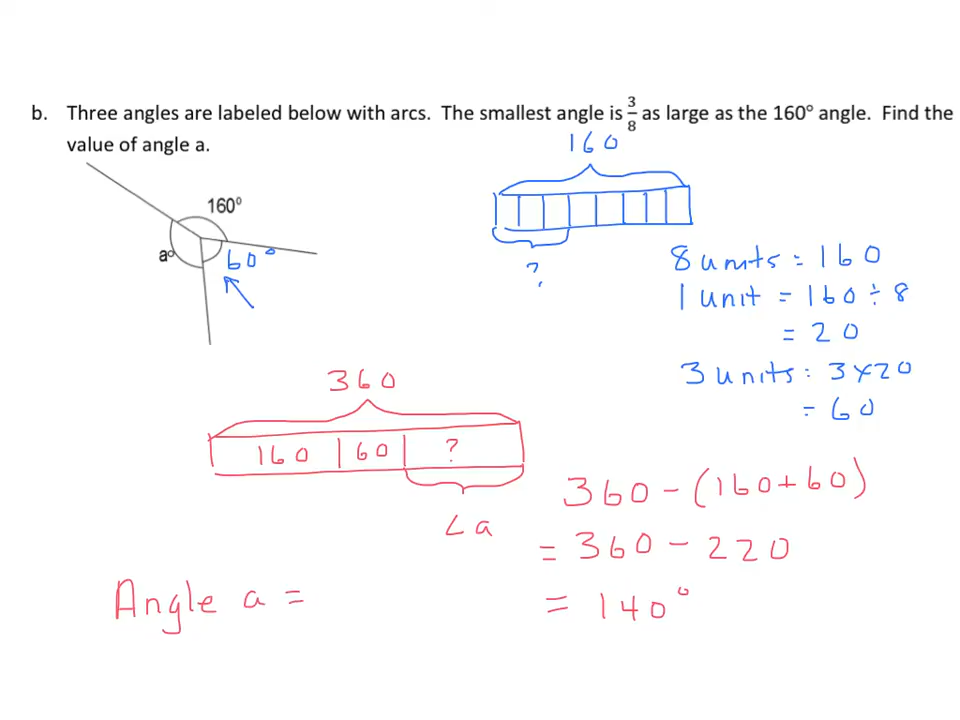 b. Three angles are labeled below with arcs. The smallest angle is 3/8 as large as the 160° angle. Find the
value of angle a.
160
160°
a°
60°
?
8 units = 160
1 unit = 160 ÷ 8
= 20
3 units = 3×20
= 60
360
160 | 60 | ?
∠a
360 - (160+60)
= 360 - 220
= 140°
Angle a =